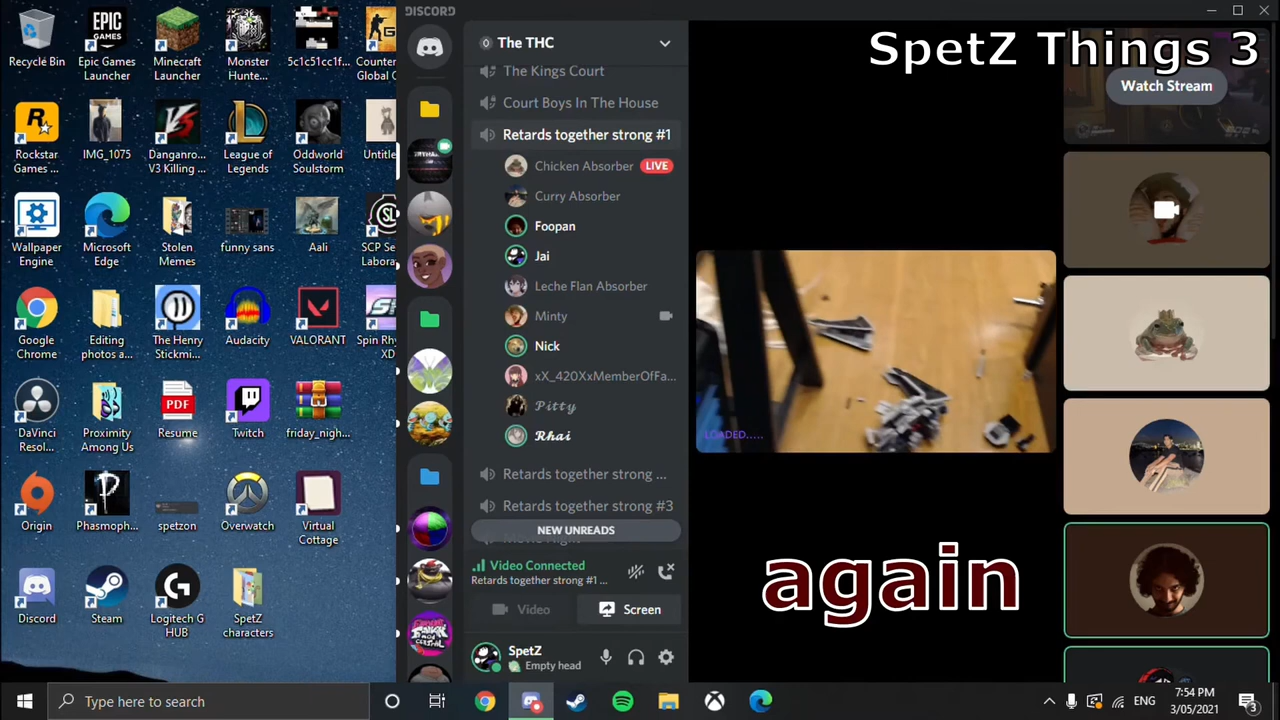 DISCORD
SpetZ Things 3
Recycle Bin
Epic Games
Launcher
Minecraft
Launcher
Monster
Hunte...
5c1c51cc1f...
Counter
Global O
Rockstar
Games ...
IMG_1075
Danganro...
V3 Killing ...
League of
Legends
Oddworld
Soulstorm
Untitle
Wallpaper
Engine
Microsoft
Edge
Stolen
Memes
funny sans
Aali
SCP Se
Labora
Google
Chrome
Editing
photos a...
The Henry
Stickmi...
Audacity
VALORANT
Spin Rhy
XD
DaVinci
Resol...
Proximity
Among Us
PDF
Resume
Twitch
friday_nigh...
Origin
Phasmoph...
spetzon
Overwatch
Virtual
Cottage
Discord
Steam
Logitech G
HUB
SpetZ
characters
The THC
The Kings Court
Court Boys In The House
Retards together strong #1
Chicken Absorber LIVE
Curry Absorber
Foopan
Jai
Leche Flan Absorber
Minty
Nick
xX_420XxMemberOfFa...
Pitty
Rhai
Retards together strong ...
Retards together strong #3
NEW UNREADS
Video Connected
Retards together strong #1 ...
Video
Screen
SpetZ
Empty head
Watch Stream
LOADED.....
again
Type here to search
ENG
7:54 PM
3/05/2021
3